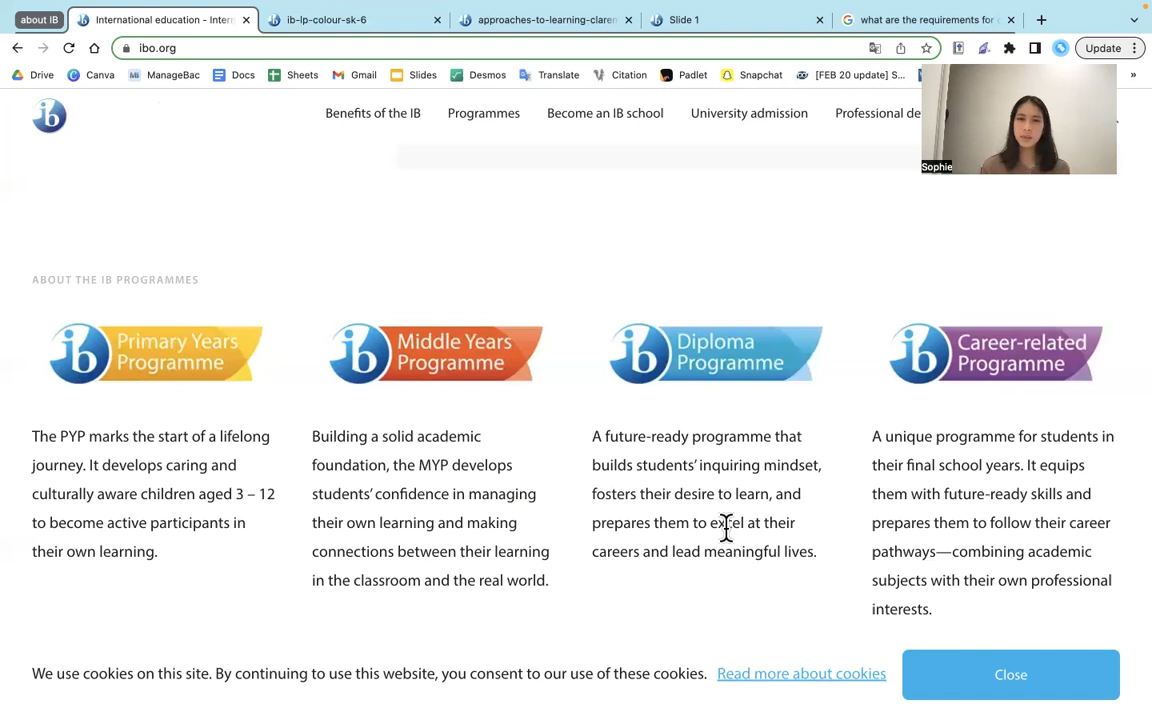 about IB
International education - Intern
ib-lp-colour-sk-6
approaches-to-learning-claren
Slide 1
what are the requirements for
ibo.org
Update
Drive
Canva
ManageBac
Docs
Sheets
Gmail
Slides
Desmos
Translate
Citation
Padlet
Snapchat
[FEB 20 update] S...
»
ib
Benefits of the IB
Programmes
Become an IB school
University admission
Professional de
Sophie
ABOUT THE IB PROGRAMMES
ib Primary Years
Programme
ib Middle Years
Programme
ib Diploma
Programme
ib Career-related
Programme
The PYP marks the start of a lifelong
journey. It develops caring and
culturally aware children aged 3 – 12
to become active participants in
their own learning.
Building a solid academic
foundation, the MYP develops
students’ confidence in managing
their own learning and making
connections between their learning
in the classroom and the real world.
A future-ready programme that
builds students’ inquiring mindset,
fosters their desire to learn, and
prepares them to excel at their
careers and lead meaningful lives.
A unique programme for students in
their final school years. It equips
them with future-ready skills and
prepares them to follow their career
pathways—combining academic
subjects with their own professional
interests.
We use cookies on this site. By continuing to use this website, you consent to our use of these cookies. Read more about cookies
Close